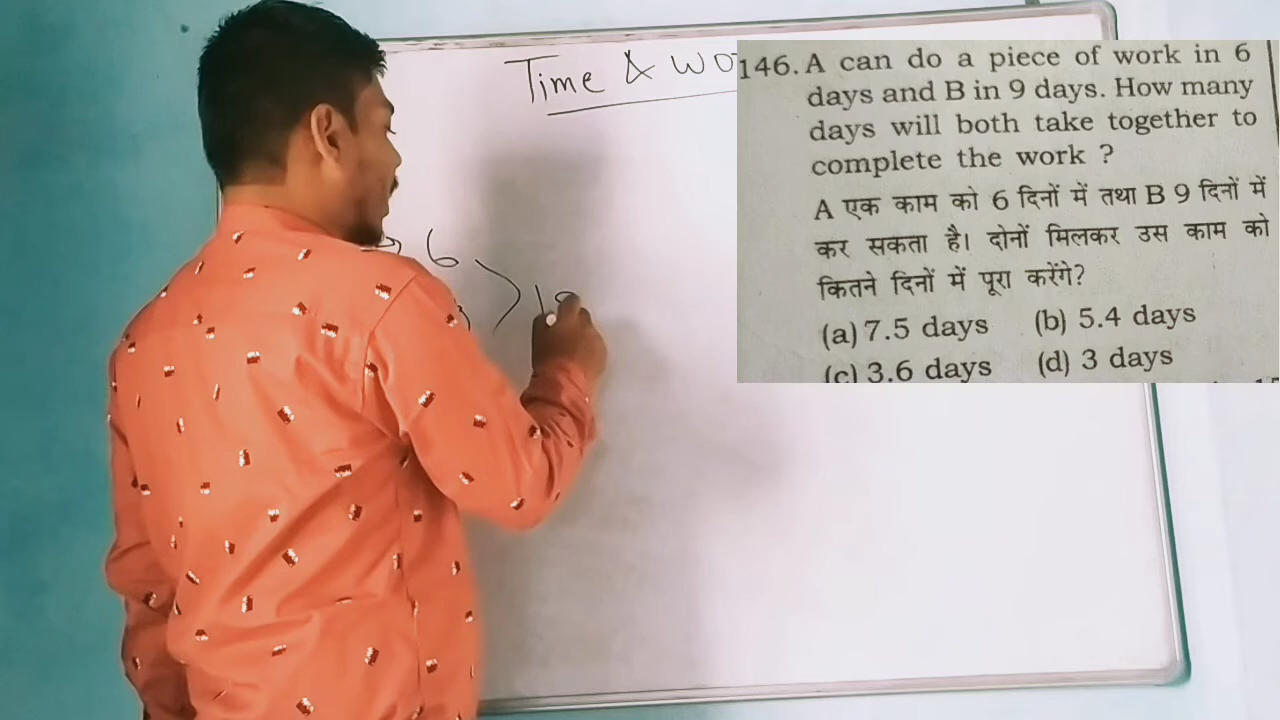 Time &
6
146. A can do a piece of work in 6
days and B in 9 days. How many
days will both take together to
complete the work ?
A एक काम को 6 दिनों में तथा B 9 दिनों में
कर सकता है। दोनों मिलकर उस काम को
कितने दिनों में पूरा करेंगे?
(a) 7.5 days (b) 5.4 days
(c) 3.6 days (d) 3 days